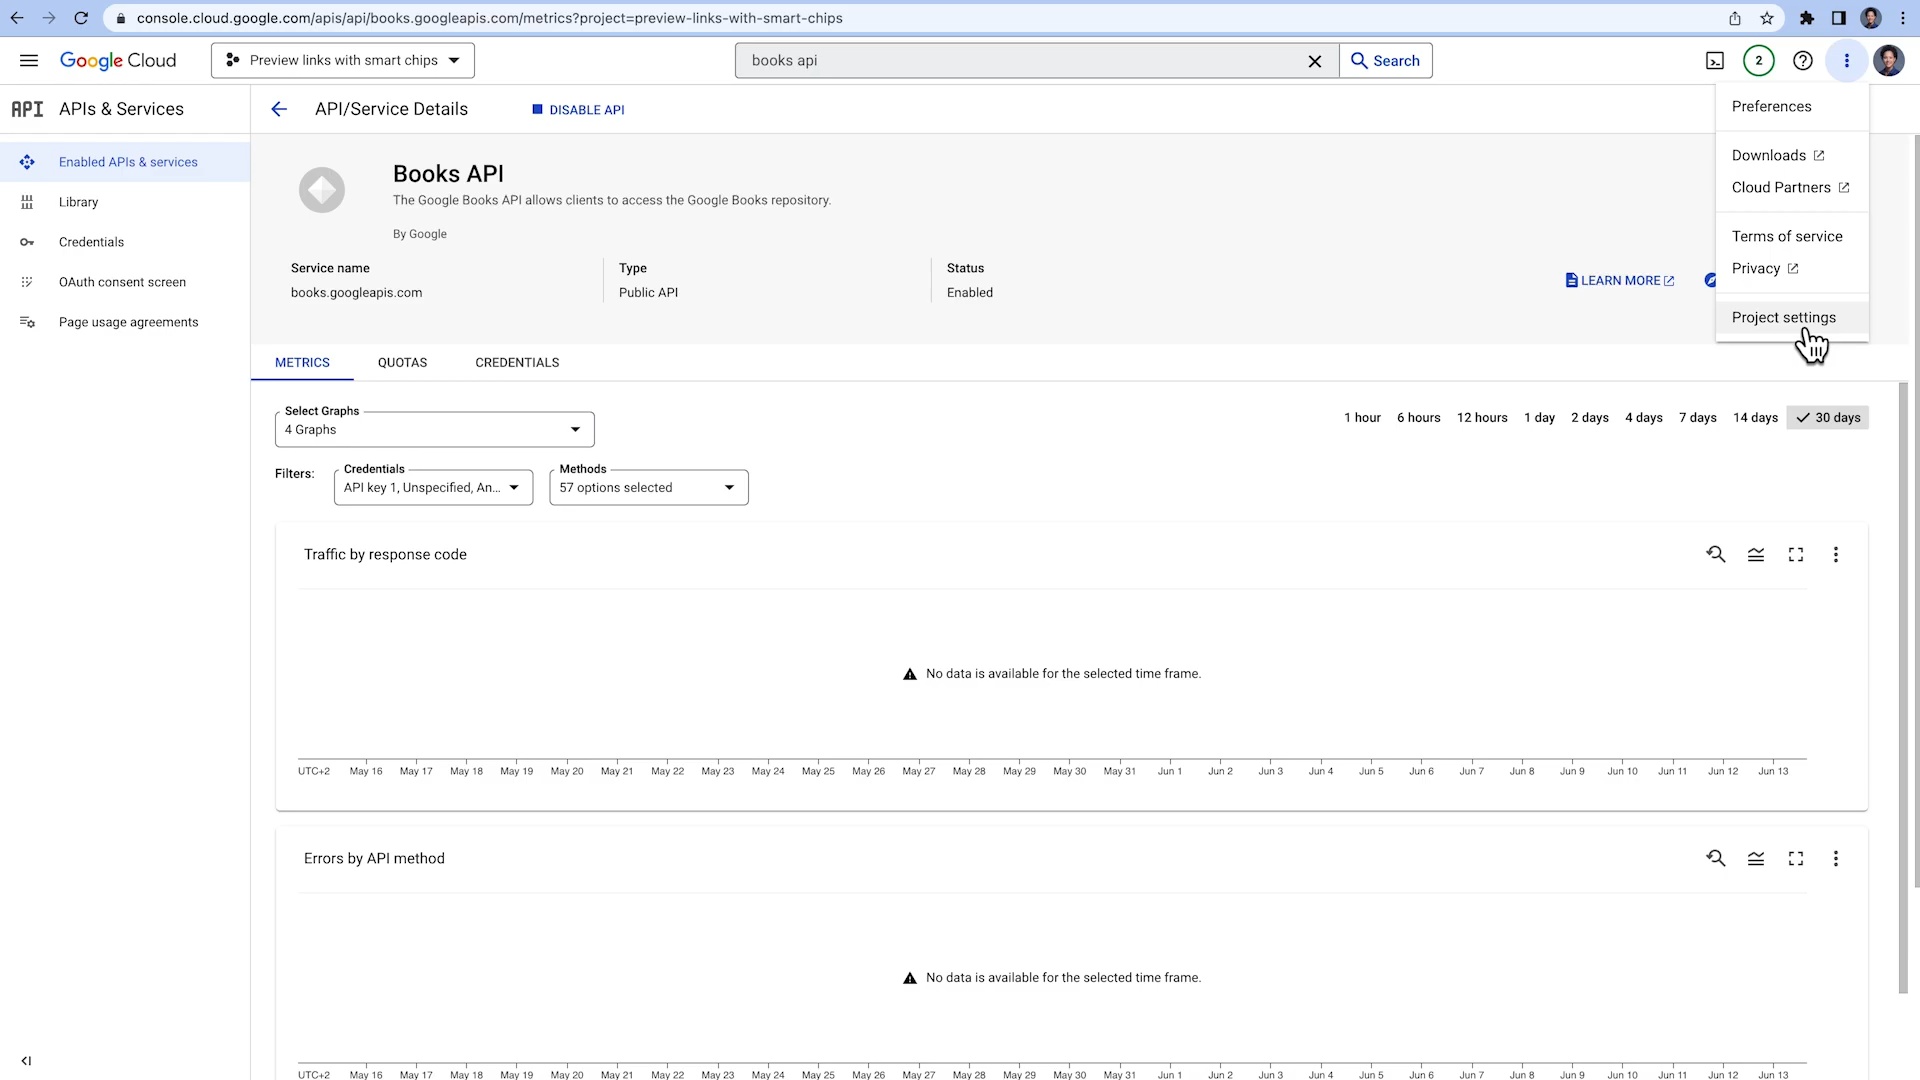 console.cloud.google.com/apis/api/books.googleapis.com/metrics?project=preview-links-with-smart-chips
Google Cloud
Preview links with smart chips
books api
Search
2
API
APIs & Services
API/Service Details
DISABLE API
Preferences
Downloads
Cloud Partners
Terms of service
Privacy
Project settings
Enabled APIs & services
Library
Credentials
OAuth consent screen
Page usage agreements
Books API
The Google Books API allows clients to access the Google Books repository.
By Google
Service name
books.googleapis.com
Type
Public API
Status
Enabled
LEARN MORE
METRICS
QUOTAS
CREDENTIALS
Select Graphs
4 Graphs
1 hour
6 hours
12 hours
1 day
2 days
4 days
7 days
14 days
30 days
Filters:
Credentials
API key 1, Unspecified, An...
Methods
57 options selected
Traffic by response code
No data is available for the selected time frame.
UTC+2 May 16 May 17 May 18 May 19 May 20 May 21 May 22 May 23 May 24 May 25 May 26 May 27 May 28 May 29 May 30 May 31 Jun 1 Jun 2 Jun 3 Jun 4 Jun 5 Jun 6 Jun 7 Jun 8 Jun 9 Jun 10 Jun 11 Jun 12 Jun 13
Errors by API method
No data is available for the selected time frame.
UTC+2 May 16 May 17 May 18 May 19 May 20 May 21 May 22 May 23 May 24 May 25 May 26 May 27 May 28 May 29 May 30 May 31 Jun 1 Jun 2 Jun 3 Jun 4 Jun 5 Jun 6 Jun 7 Jun 8 Jun 9 Jun 10 Jun 11 Jun 12 Jun 13